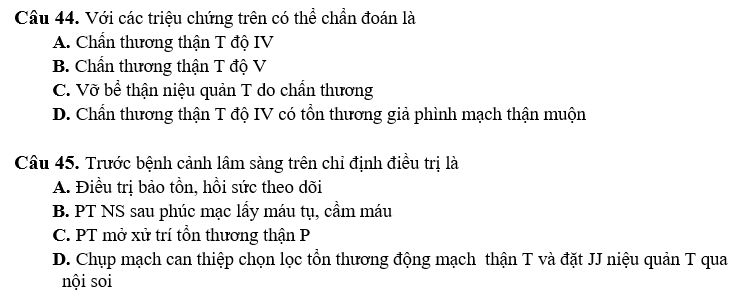 Câu 44. Với các triệu chứng trên có thể chẩn đoán là
A. Chấn thương thận T độ IV
B. Chấn thương thận T độ V
C. Vỡ bể thận niệu quản T do chấn thương
D. Chấn thương thận T độ IV có tổn thương giả phình mạch thận muộn
Câu 45. Trước bệnh cảnh lâm sàng trên chỉ định điều trị là
A. Điều trị bảo tồn, hồi sức theo dõi
B. PT NS sau phúc mạc lấy máu tụ, cầm máu
C. PT mở xử trí tổn thương thận P
D. Chụp mạch can thiệp chọn lọc tổn thương động mạch thận T và đặt JJ niệu quản T qua
nội soi